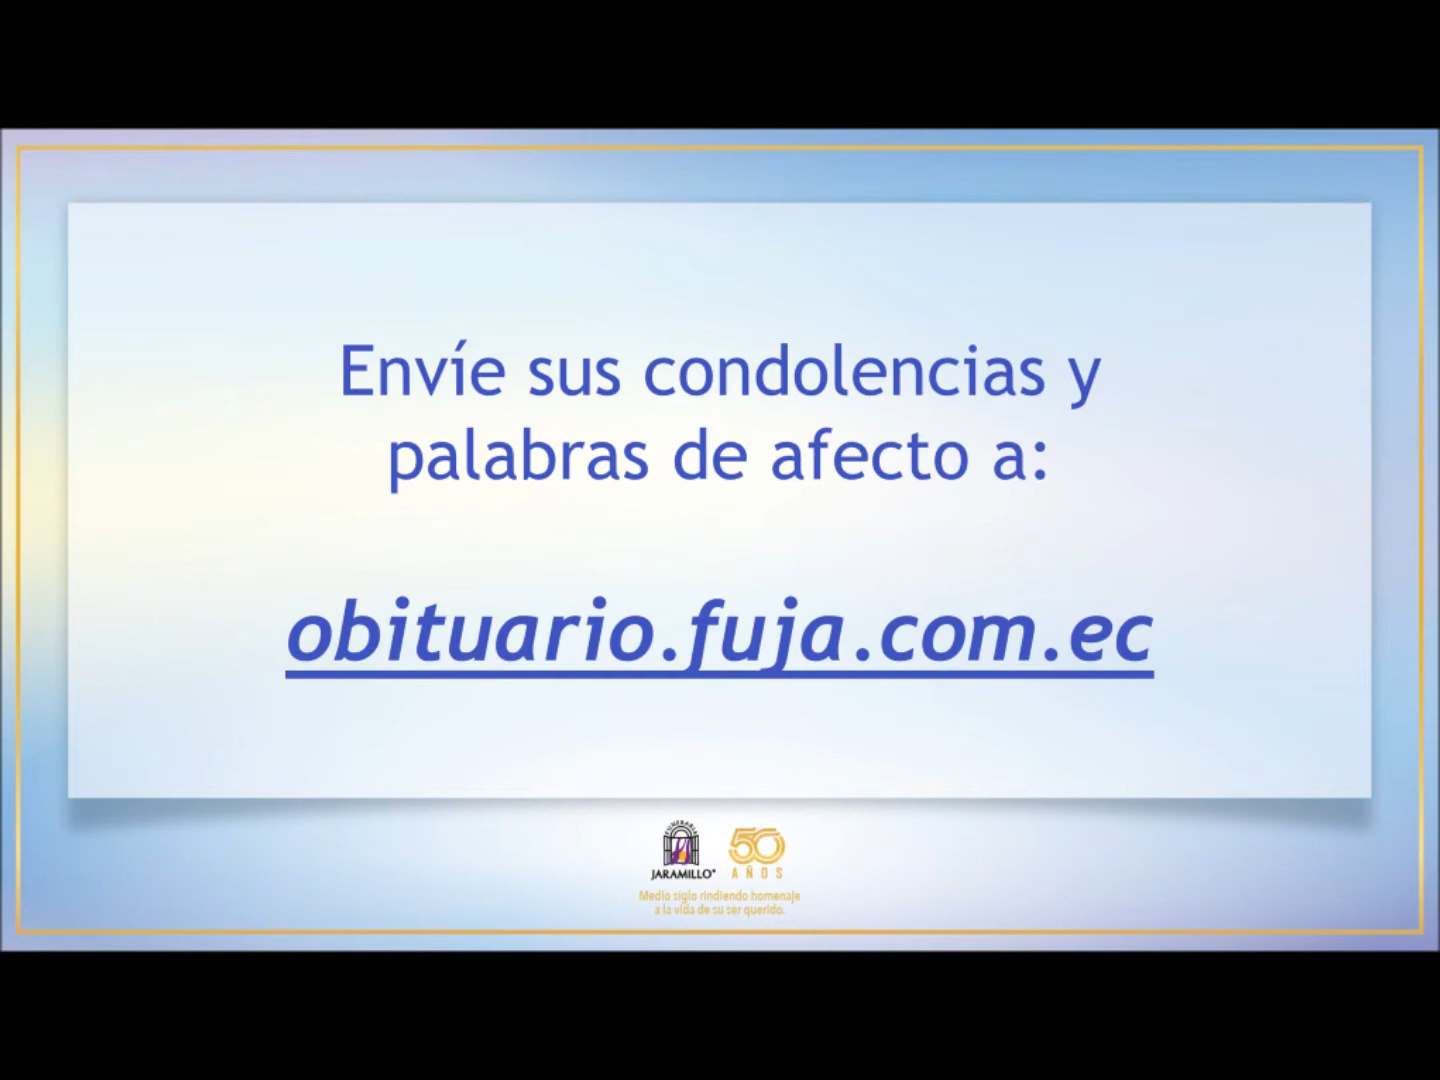 Envíe sus condolencias y
palabras de afecto a:
obituario.fuja.com.ec
FUNERARIA
JARAMILLO®
50
AÑOS
Medio siglo rindiendo homenaje
a la vida de su ser querido.